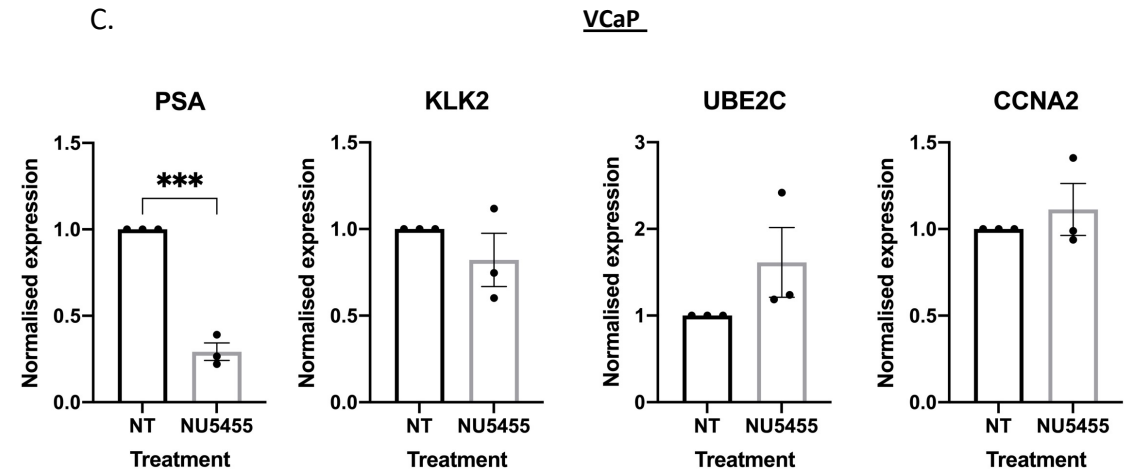 C.
VCaP
PSA
KLK2
UBE2C
CCNA2
Normalised expression
1.5
1.0
0.5
0.0
***
NT
NU5455
Treatment
Normalised expression
1.5
1.0
0.5
0.0
NT
NU5455
Treatment
Normalised expression
3
2
1
0
NT
NU5455
Treatment
Normalised expression
1.5
1.0
0.5
0.0
NT
NU5455
Treatment